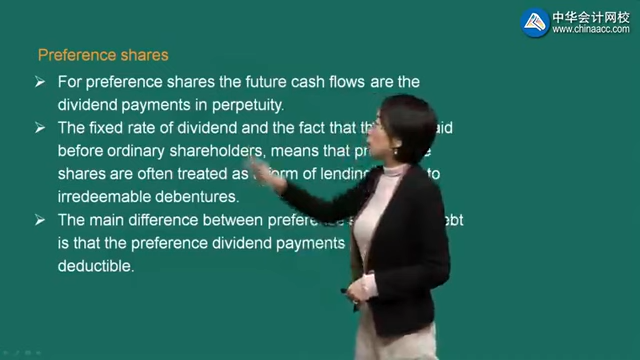 中华会计网校
www.chinaacc.com
Preference shares
For preference shares the future cash flows are the
dividend payments in perpetuity.
The fixed rate of dividend and the fact that aid
before ordinary shareholders, means that
shares are often treated as form of lending to
irredeemable debentures.
The main difference between debt
is that the preference dividend payments
deductible.